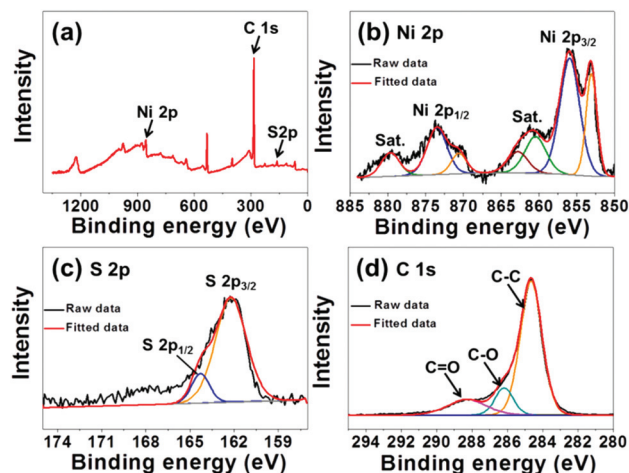 (a)
C 1s
Ni 2p
S2p
Intensity
1200 900 600 300 0
Binding energy (eV)
(b) Ni 2p
Ni 2p3/2
Raw data
Fitted data
Ni 2p1/2
Sat.
Sat.
Intensity
885 880 875 870 865 860 855 850
Binding energy (eV)
(c) S 2p
S 2p3/2
Raw data
Fitted data
S 2p1/2
Intensity
174 171 168 165 162 159
Binding energy (eV)
(d) C 1s
C-C
Raw data
Fitted data
C-O
C=O
Intensity
294 292 290 288 286 284 282 280
Binding energy (eV)